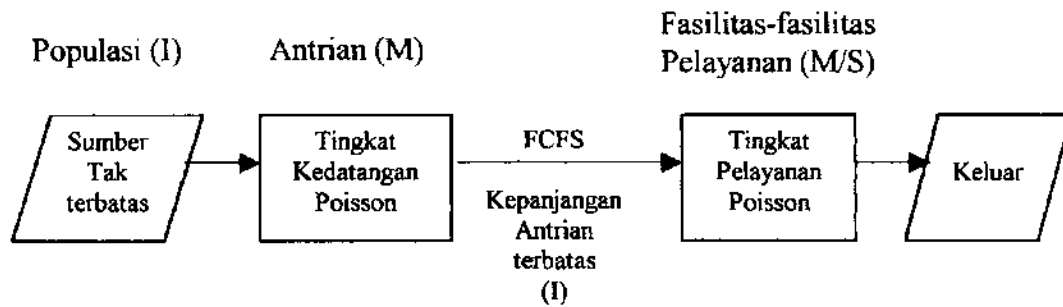 Populasi (I)
Antrian (M)
Fasilitas-fasilitas
Pelayanan (M/S)
Sumber
Tak
terbatas
Tingkat
Kedatangan
Poisson
FCFS
Kepanjangan
Antrian
terbatas
(I)
Tingkat
Pelayanan
Poisson
Keluar